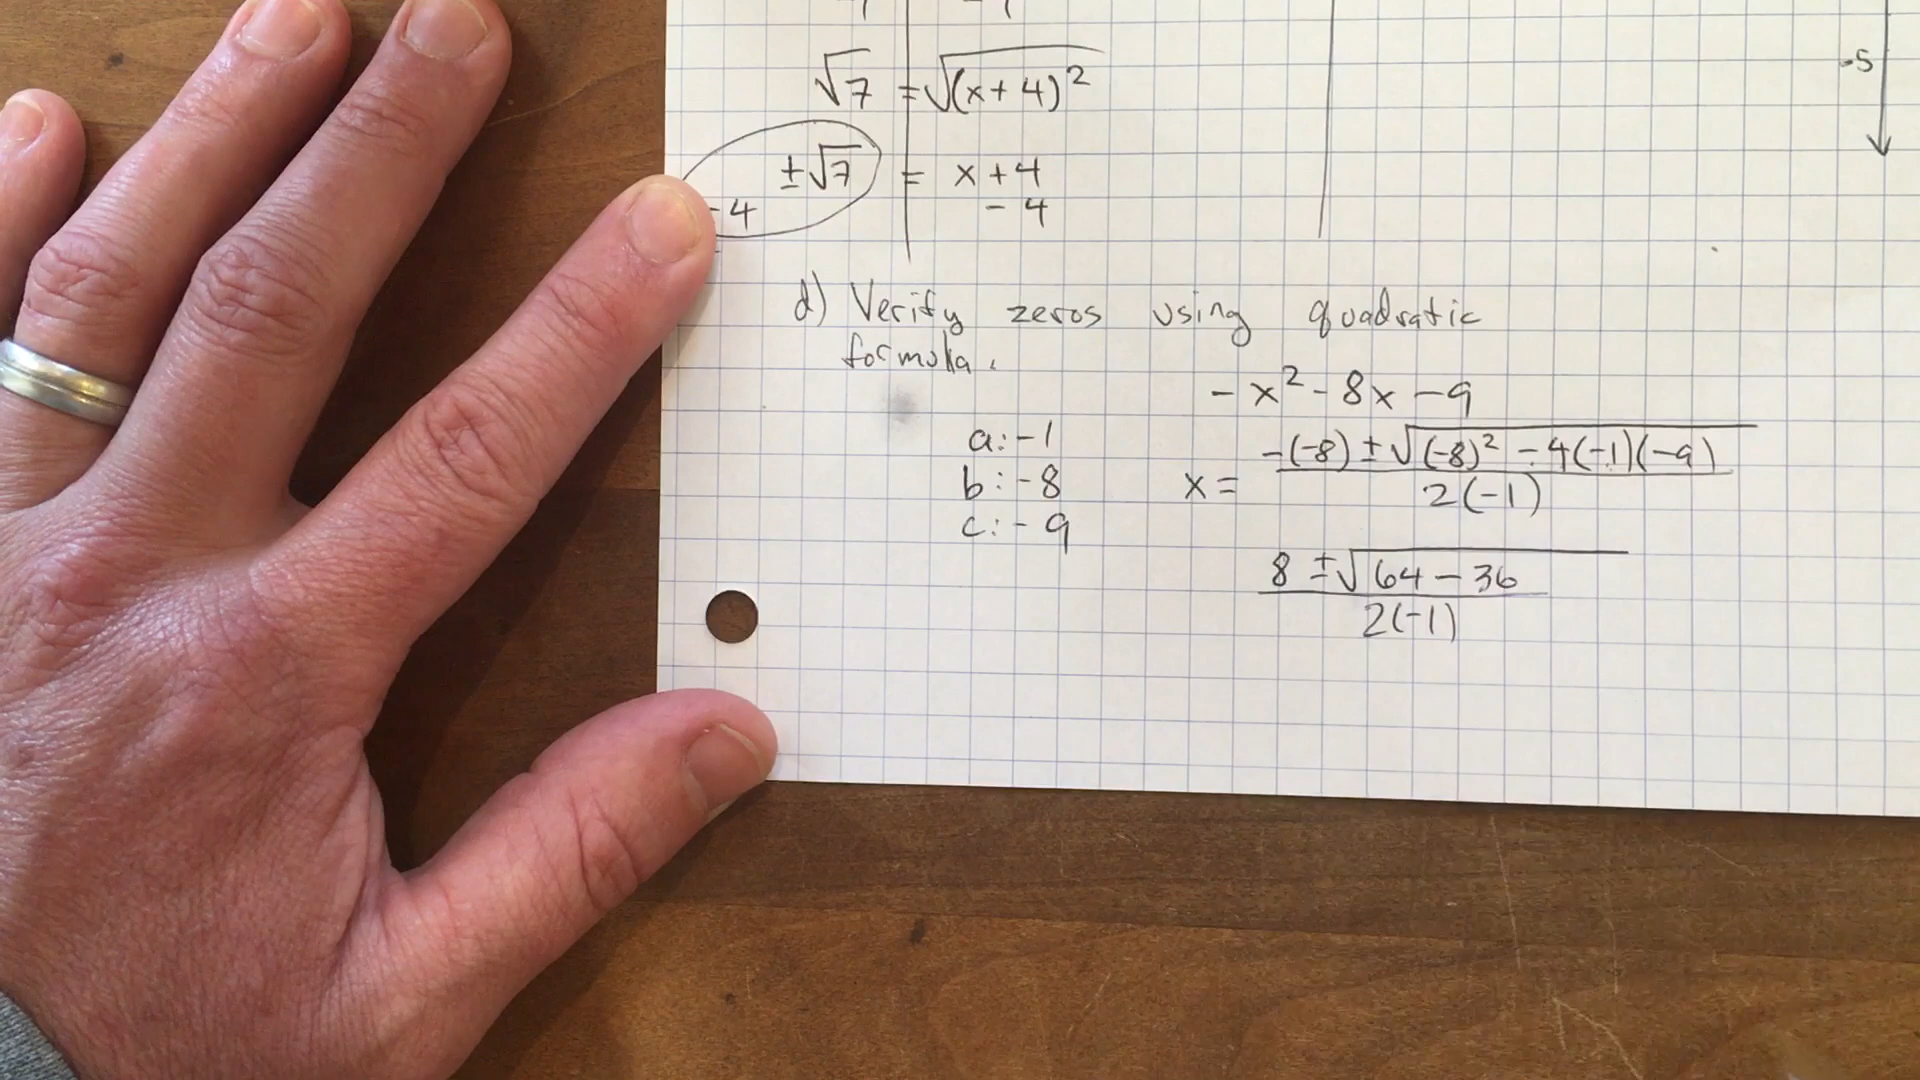 √7 = √(x+4)²
±√7 = x+4
-4 -4
-5
d) Verify zeros using quadratic
formula.
-x² - 8x - 9
a: -1
b: -8
c: -9
x = (-(-8) ± √((-8)² - 4(-1)(-9))) / 2(-1)
(8 ± √(64 - 36)) / 2(-1)